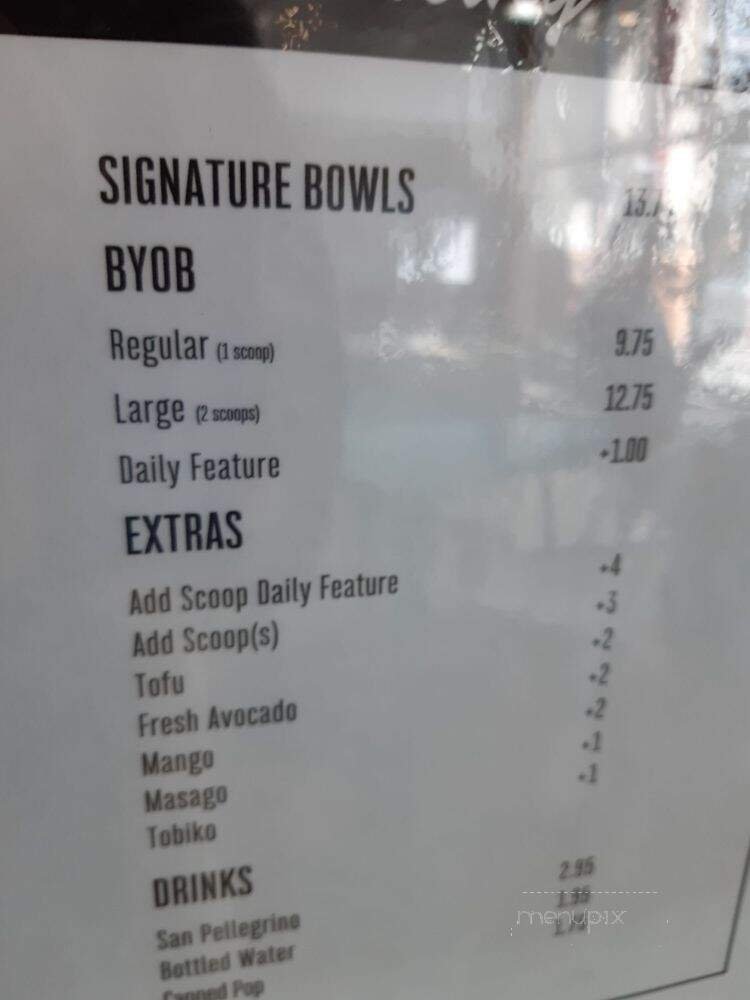 SIGNATURE BOWLS
BYOB
Regular (1 scoop) 9.75
Large (2 scoops) 12.75
Daily Feature +1.00
EXTRAS
Add Scoop Daily Feature +4
Add Scoop(s) +3
Tofu +2
Fresh Avocado +2
Mango +2
Masago +1
Tobiko +1
DRINKS
San Pellegrino 2.95
Bottled Water
Canned Pop
menupix